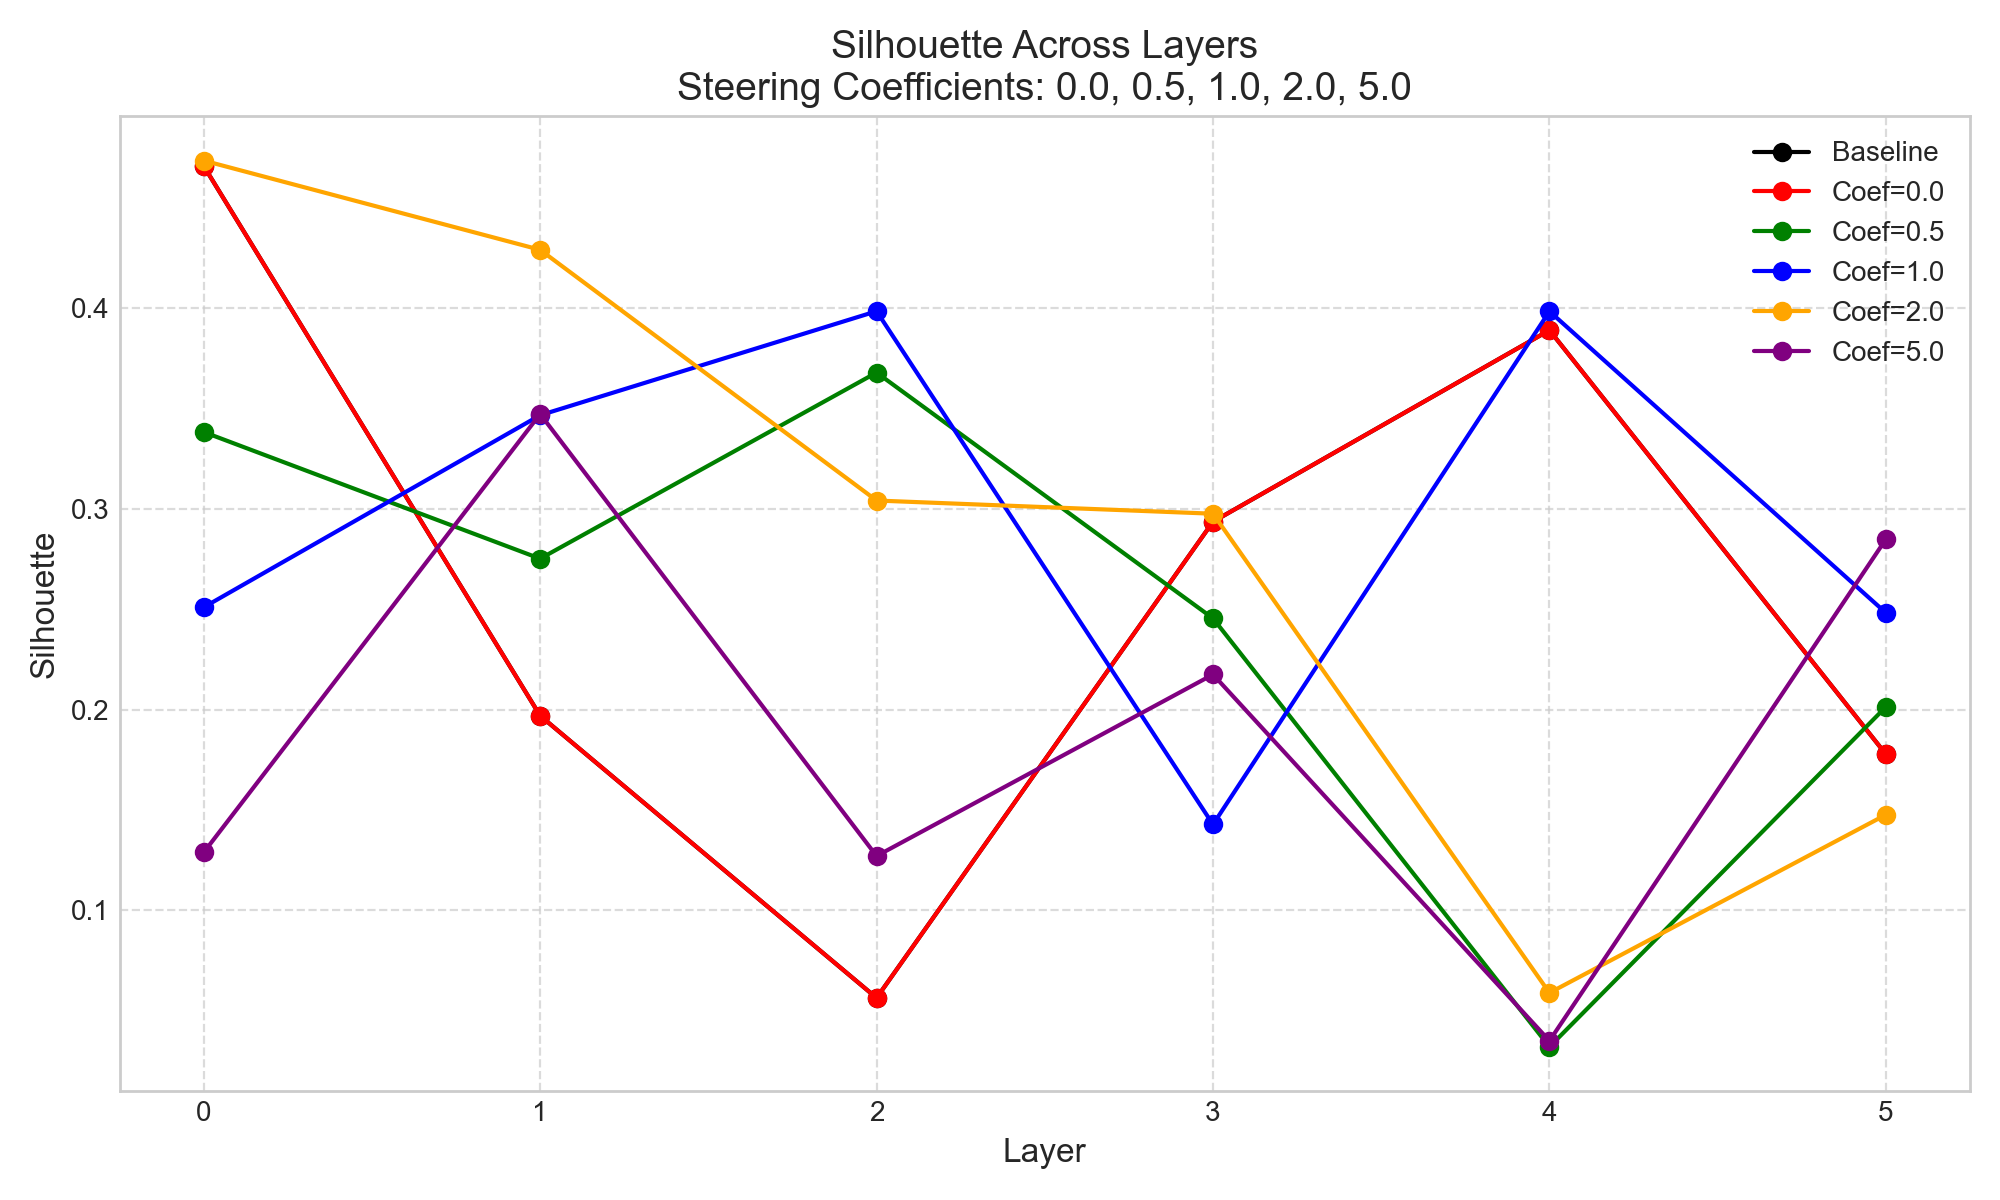 Silhouette Across Layers
Steering Coefficients: 0.0, 0.5, 1.0, 2.0, 5.0
Baseline
Coef=0.0
Coef=0.5
Coef=1.0
Coef=2.0
Coef=5.0
Silhouette
0.4
0.3
0.2
0.1
0 1 2 3 4 5
Layer